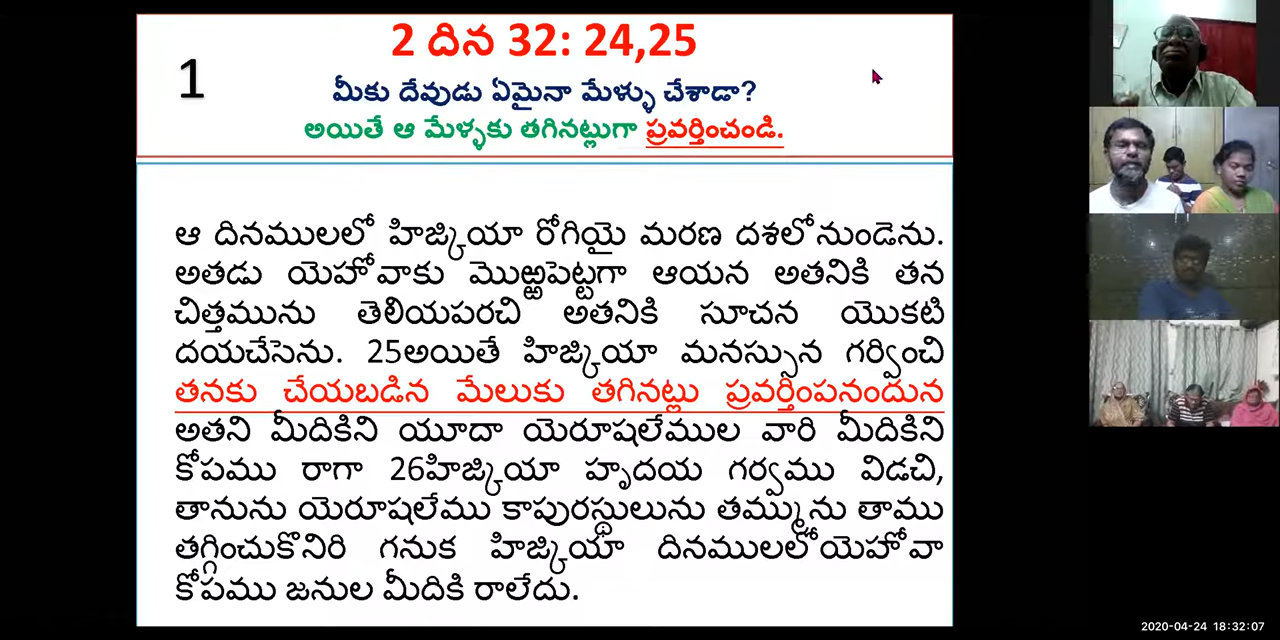 2 దిన 32: 24,25
1
మీకు దేవుడు ఏమైనా మేళ్ళు చేశాడా?
అయితే ఆ మేళ్ళకు తగినట్లుగా ప్రవర్తించండి.
ఆ దినములలో హిజ్కియా రోగియై మరణ దశలోనుండెను.
అతడు యెహోవాకు మొఱ్ఱపెట్టగా ఆయన అతనికి తన
చిత్తమును తెలియపరచి అతనికి సూచన యొకటి
దయచేసెను. 25అయితే హిజ్కియా మనస్సున గర్వించి
తనకు చేయబడిన మేలుకు తగినట్లు ప్రవర్తింపనందున
అతని మీదికిని యూదా యెరూషలేముల వారి మీదికిని
కోపము రాగా 26హిజ్కియా హృదయ గర్వము విడచి,
తానును యెరూషలేము కాపురస్థులును తమ్మును తాము
తగ్గించుకొనిరి గనుక హిజ్కియా దినములలోయెహోవా
కోపము జనుల మీదికి రాలేదు.
2020-04-24 18:32:07